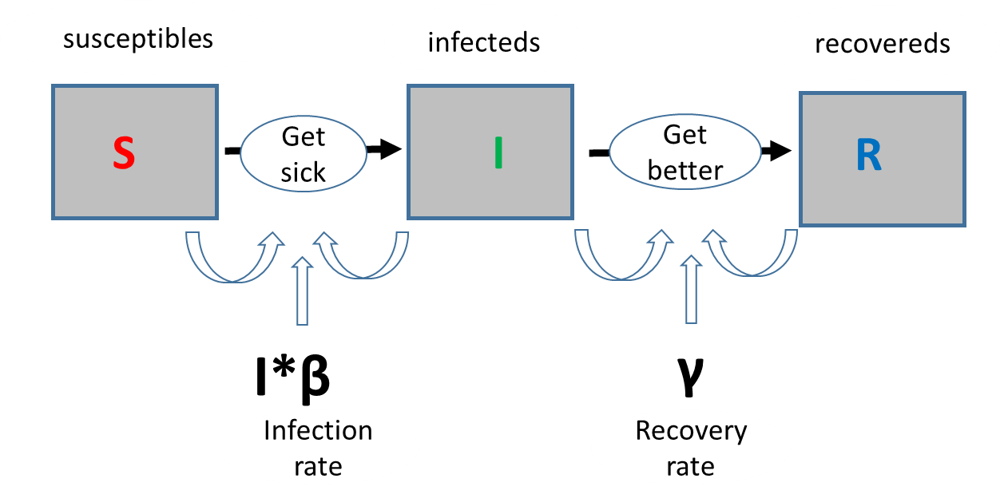 susceptibles
infecteds
recovereds
S
Get
sick
I
Get
better
R
I*β
Infection
rate
γ
Recovery
rate